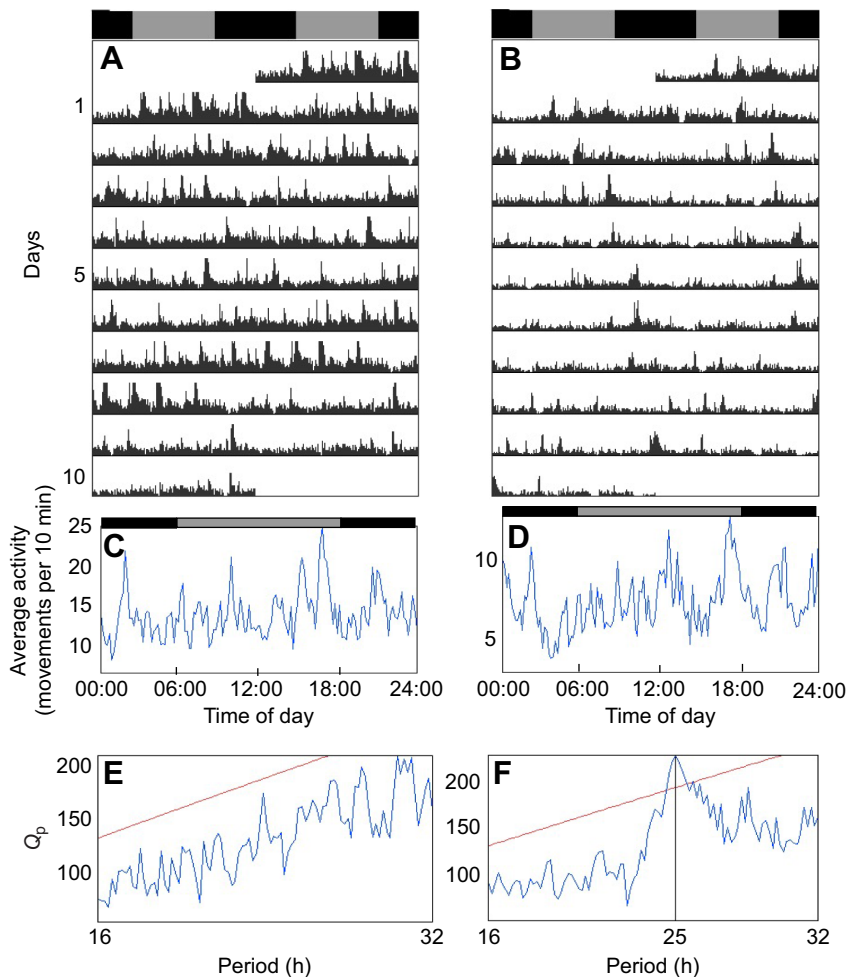 A
B
1
5
10
Days
C
D
25
20
15
10
10
5
Average activity
(movements per 10 min)
00:00 06:00 12:00 18:00 24:00
00:00 06:00 12:00 18:00 24:00
Time of day
Time of day
E
F
200
150
100
200
150
100
Qp
16 32
16 25 32
Period (h)
Period (h)